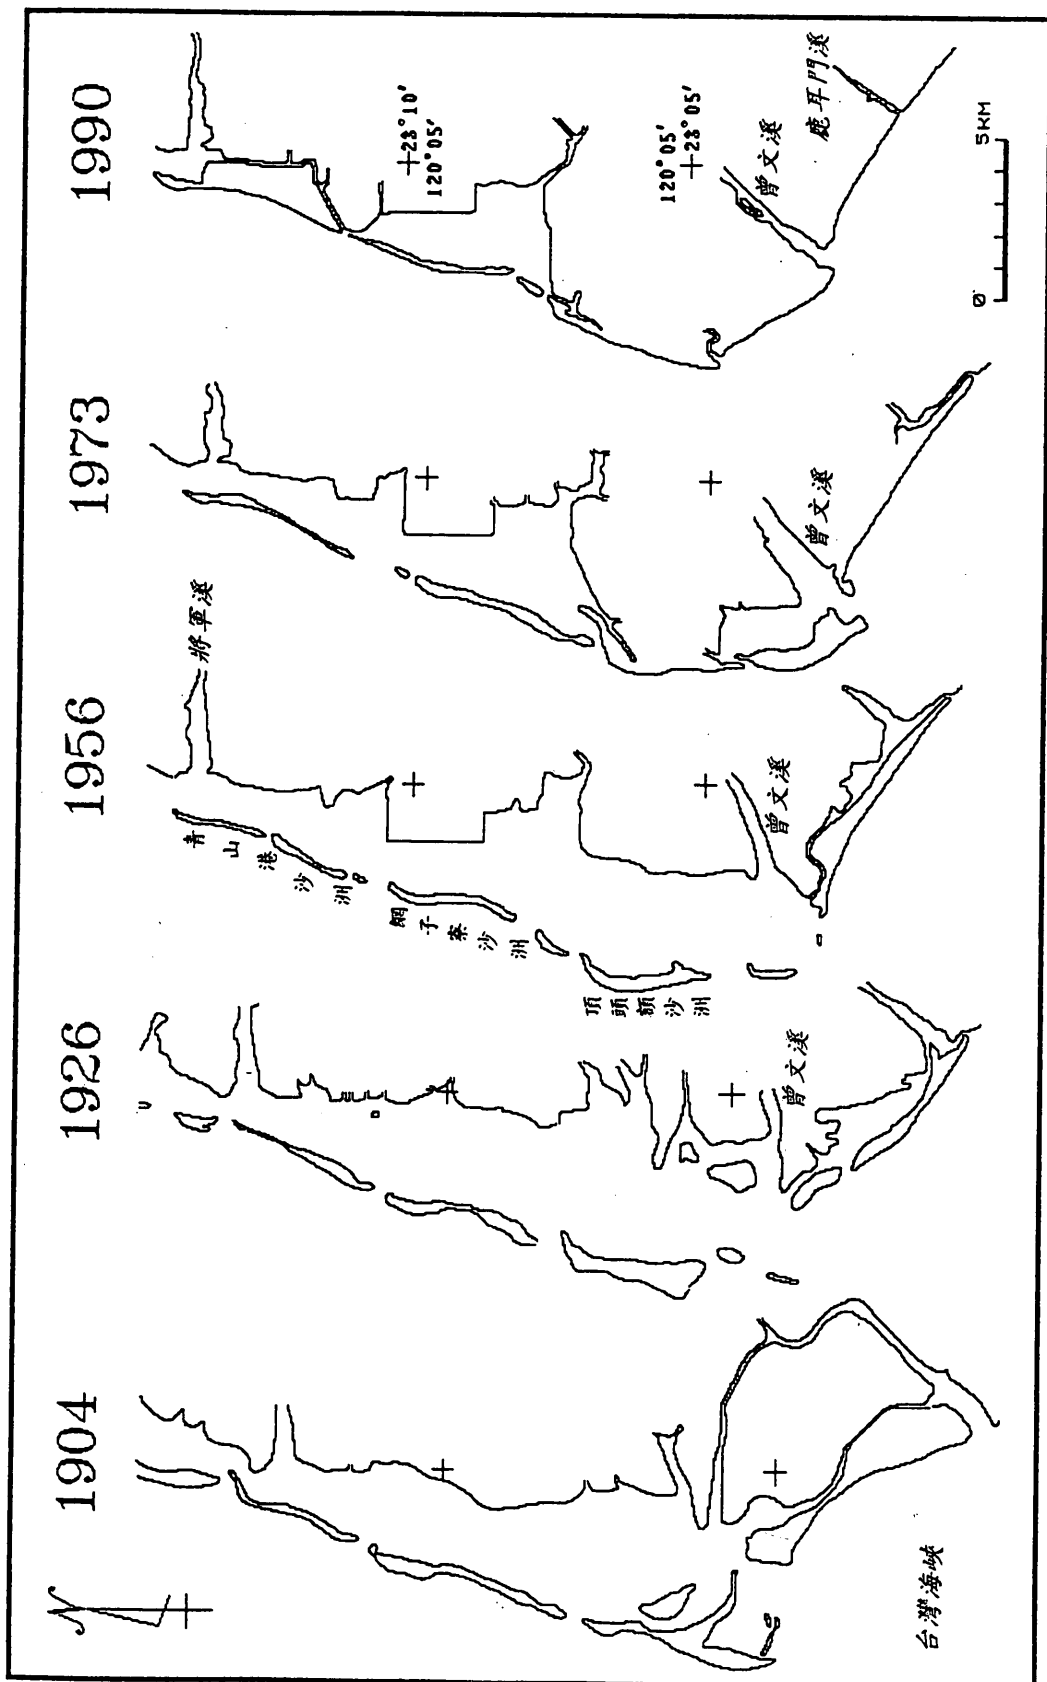 1904
1926
1956
1973
1990
N
將軍溪
青山港沙洲
網子寮沙洲
頂頭額沙洲
曾文溪
曾文溪
曾文溪
曾文溪
鹿耳門溪
台灣海峽
23°10'
120°05'
120°05'
23°05'
0
5KM